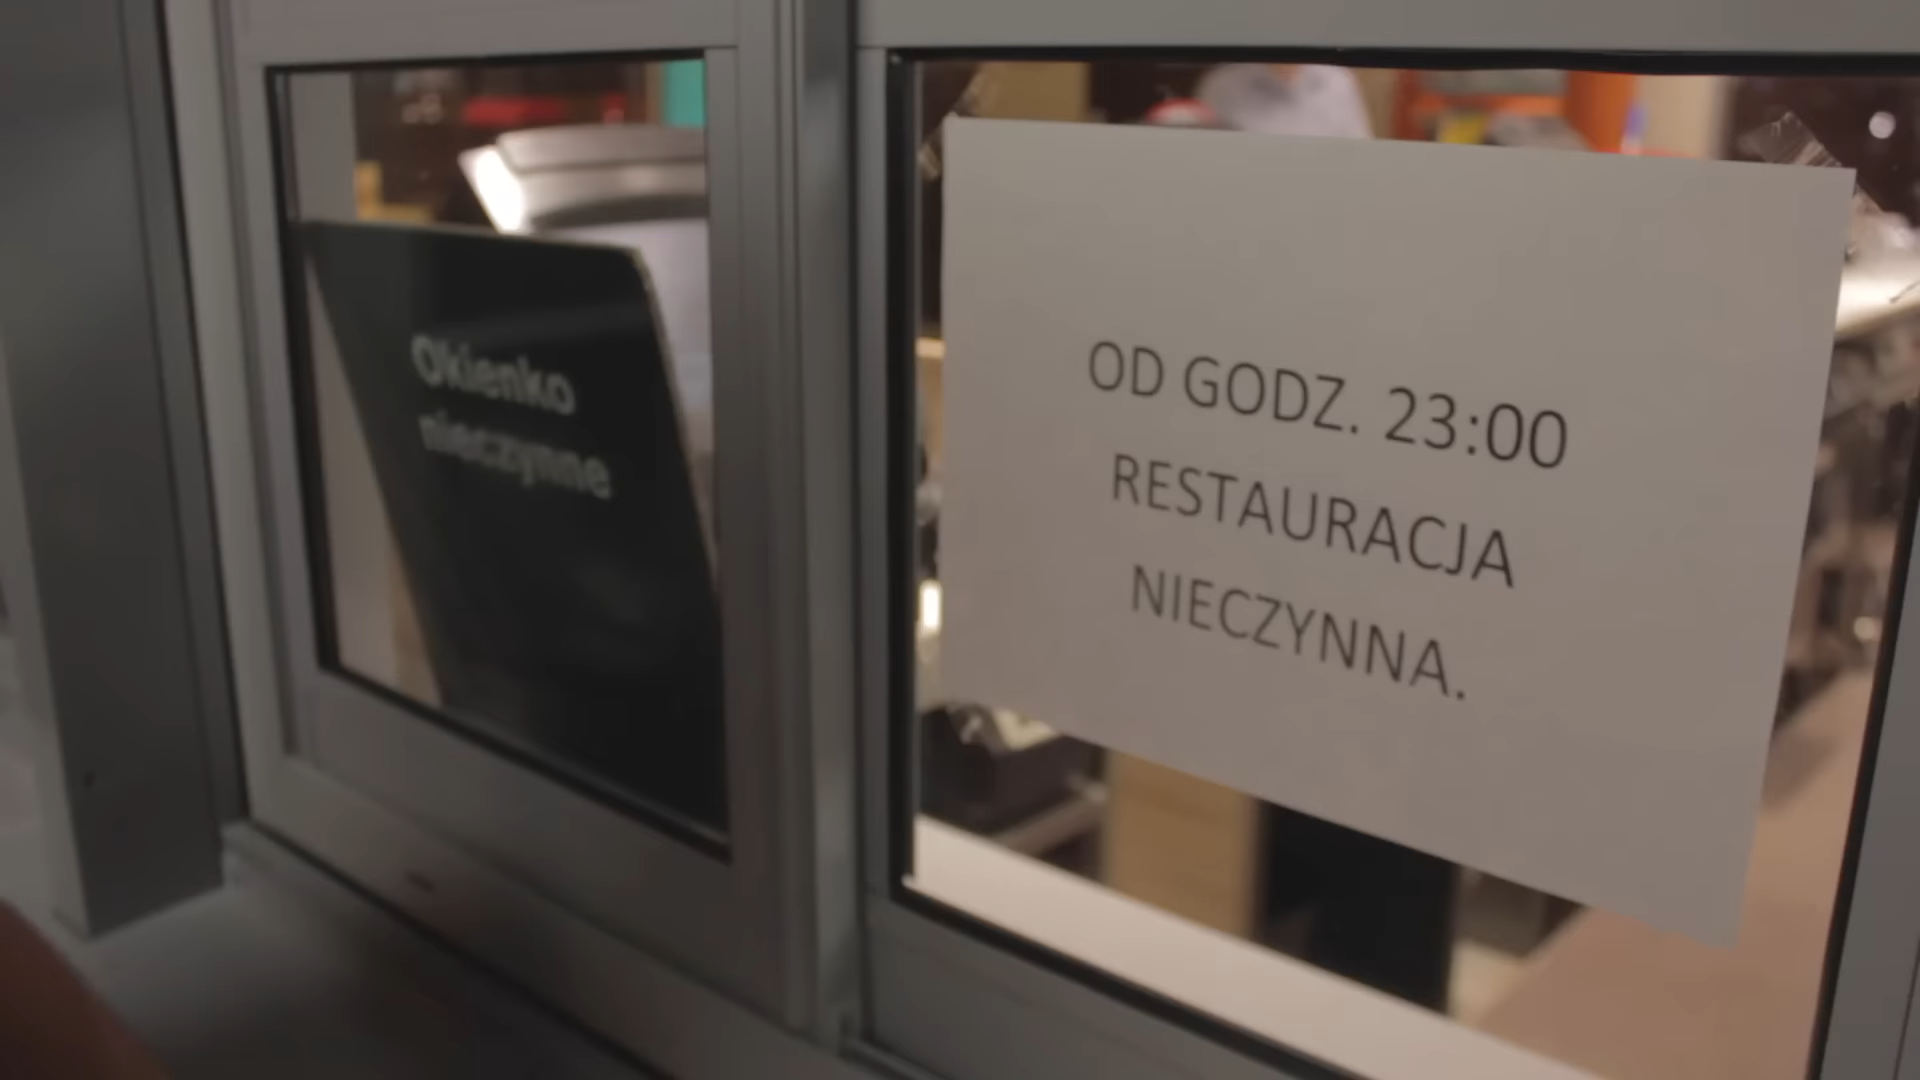 Okienko
nieczynne
OD GODZ. 23:00
RESTAURACJA
NIECZYNNA.